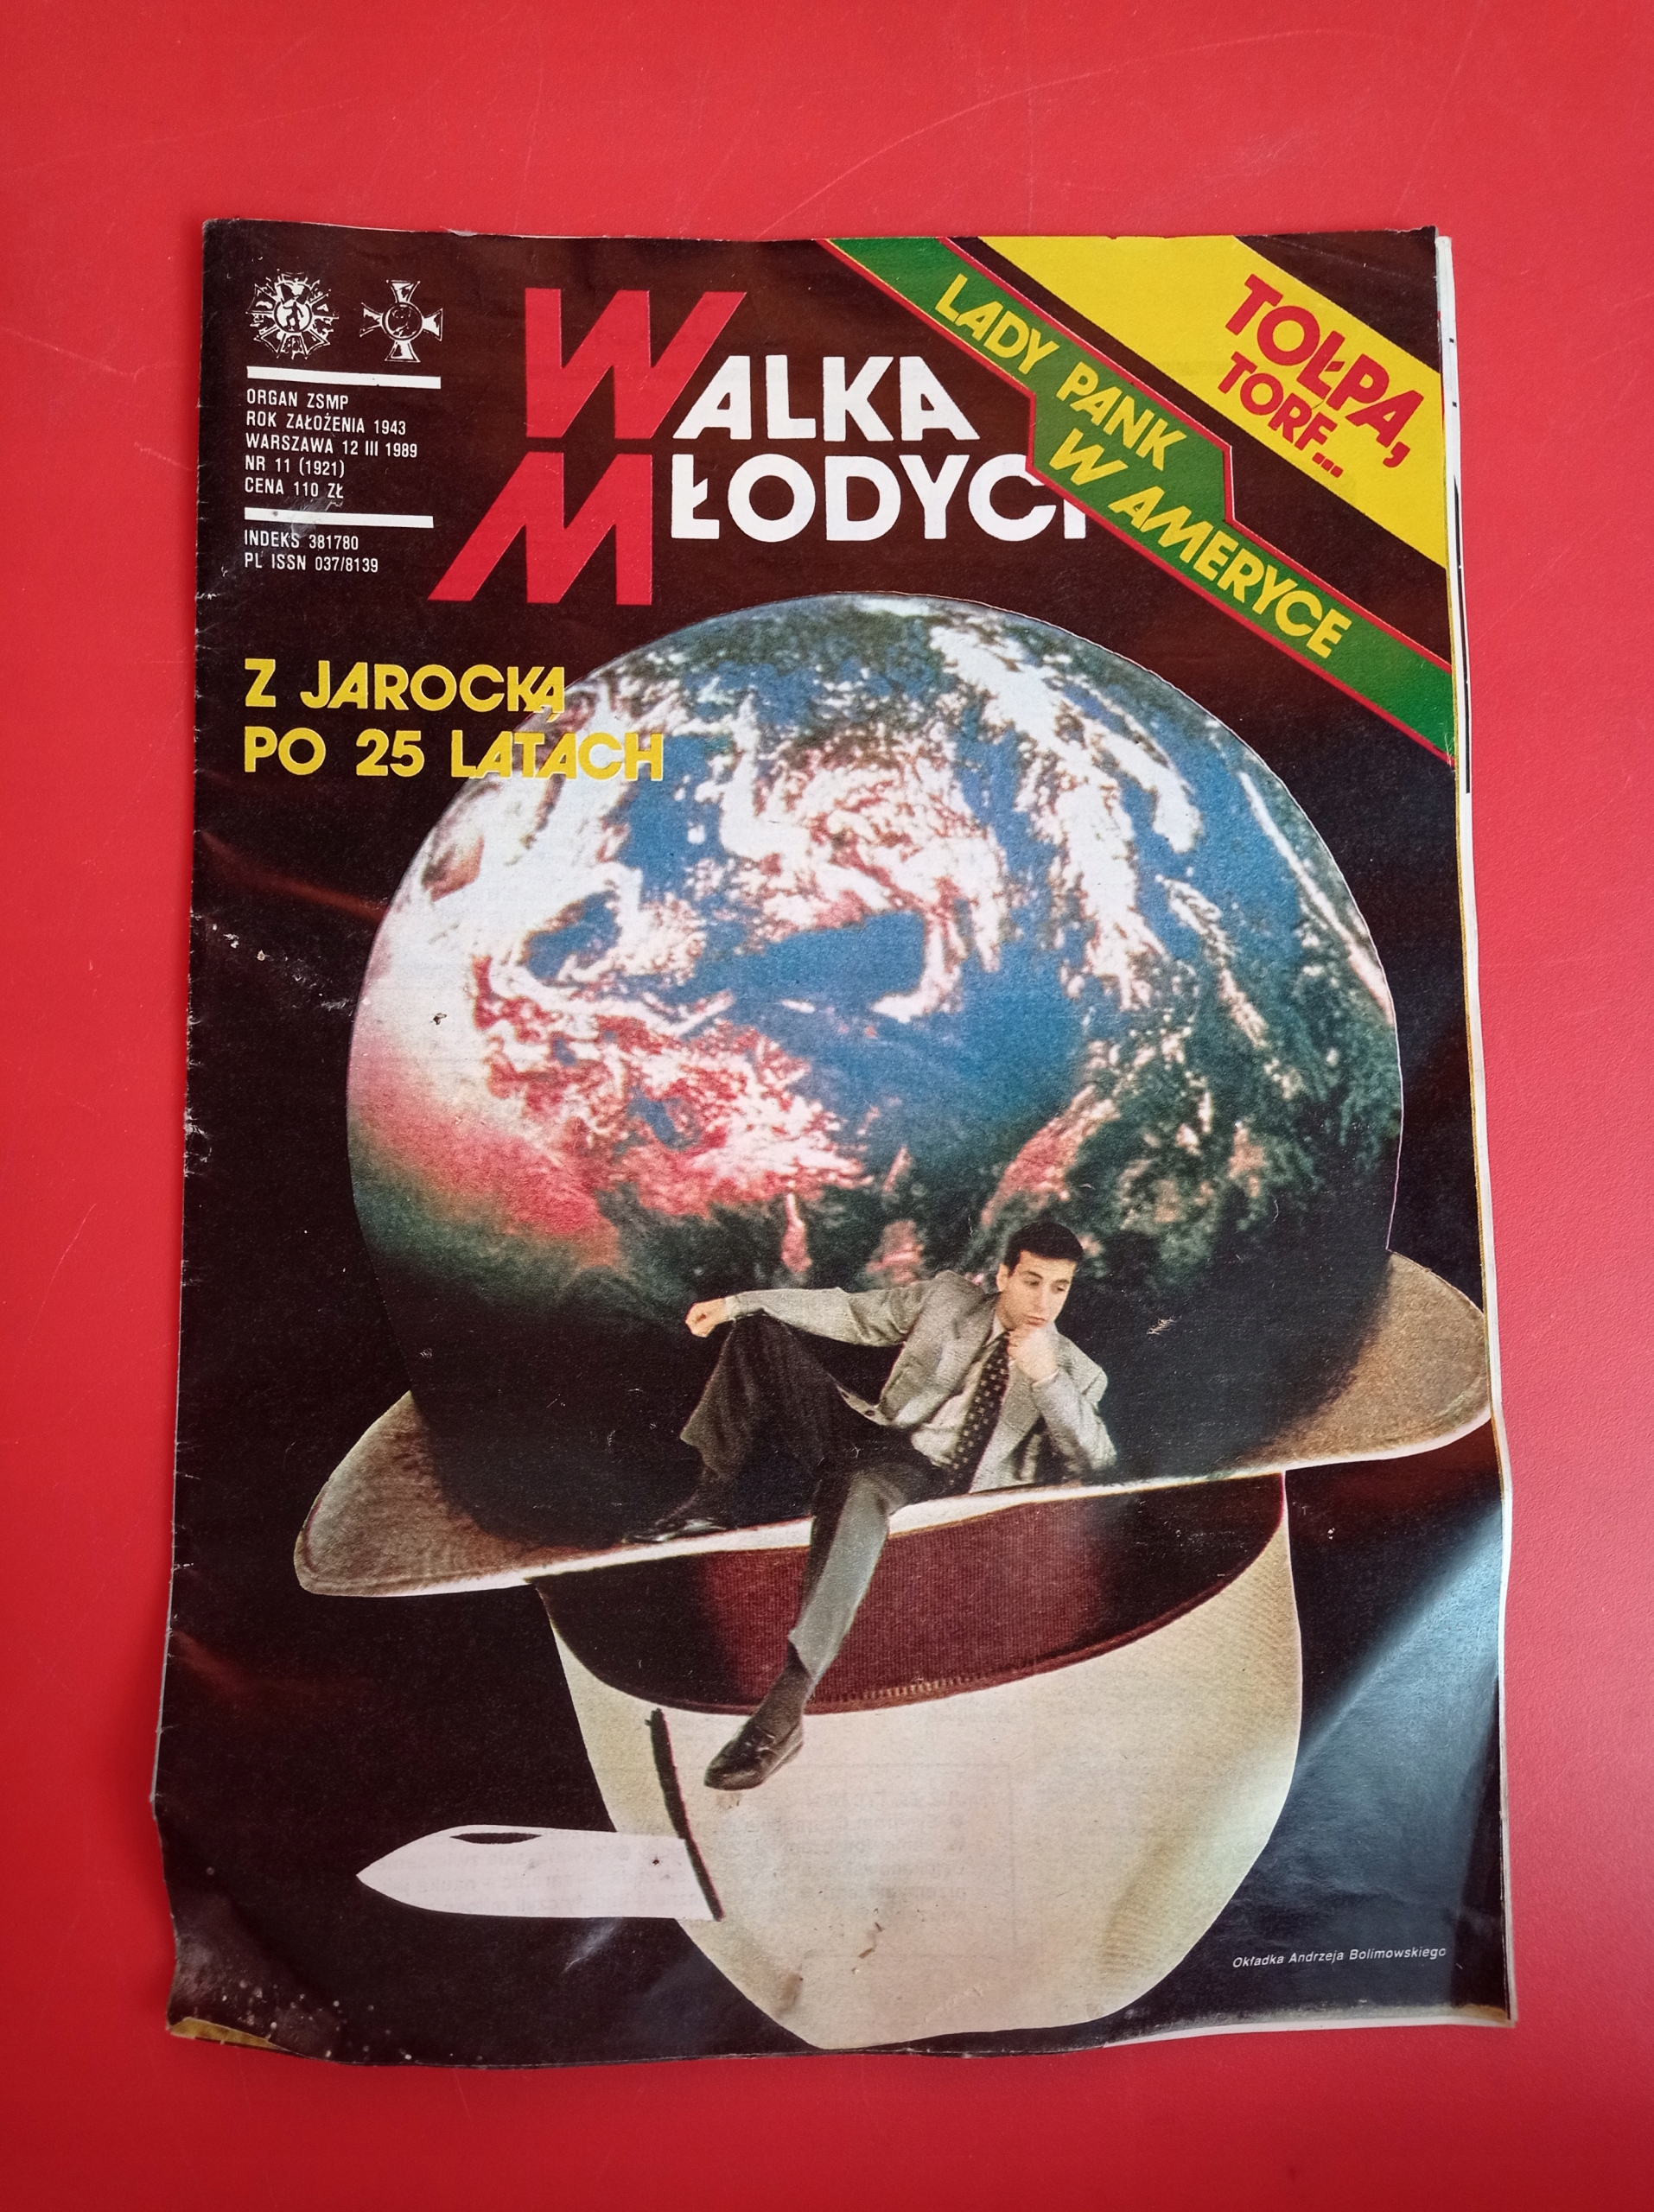 ORGAN ZSMP
ROK ZAŁOŻENIA 1943
WARSZAWA 12 III 1989
NR 11 (1921)
CENA 110 ZŁ
INDEKS 381780
PL ISSN 037/8139
WALKA
MŁODYCH
LADY PANK
W AMERYCE
TOŁPA,
TORF...
Z JAROCKĄ
PO 25 LATACH
Okładka Andrzeja Bolimowskiego